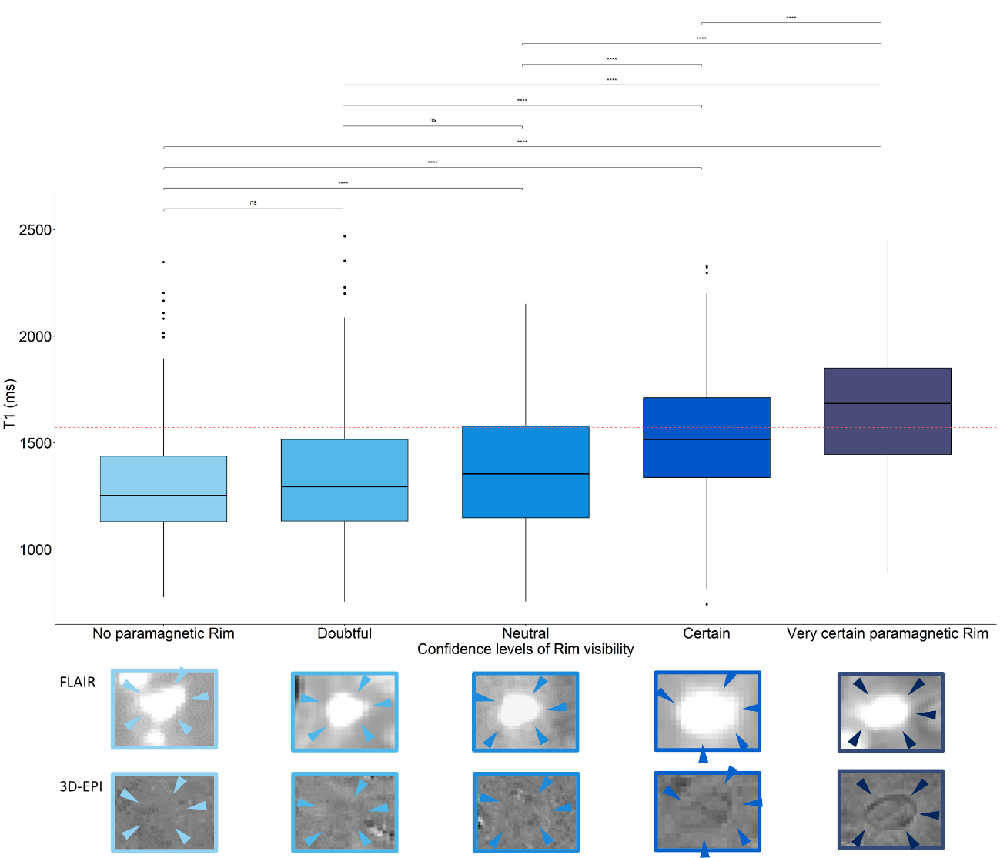 ****
****
****
****
****
ns
****
****
****
ns
2500
2000
1500
1000
T1 (ms)
No paramagnetic Rim Doubtful Neutral Certain Very certain paramagnetic Rim
Confidence levels of Rim visibility
FLAIR
3D-EPI